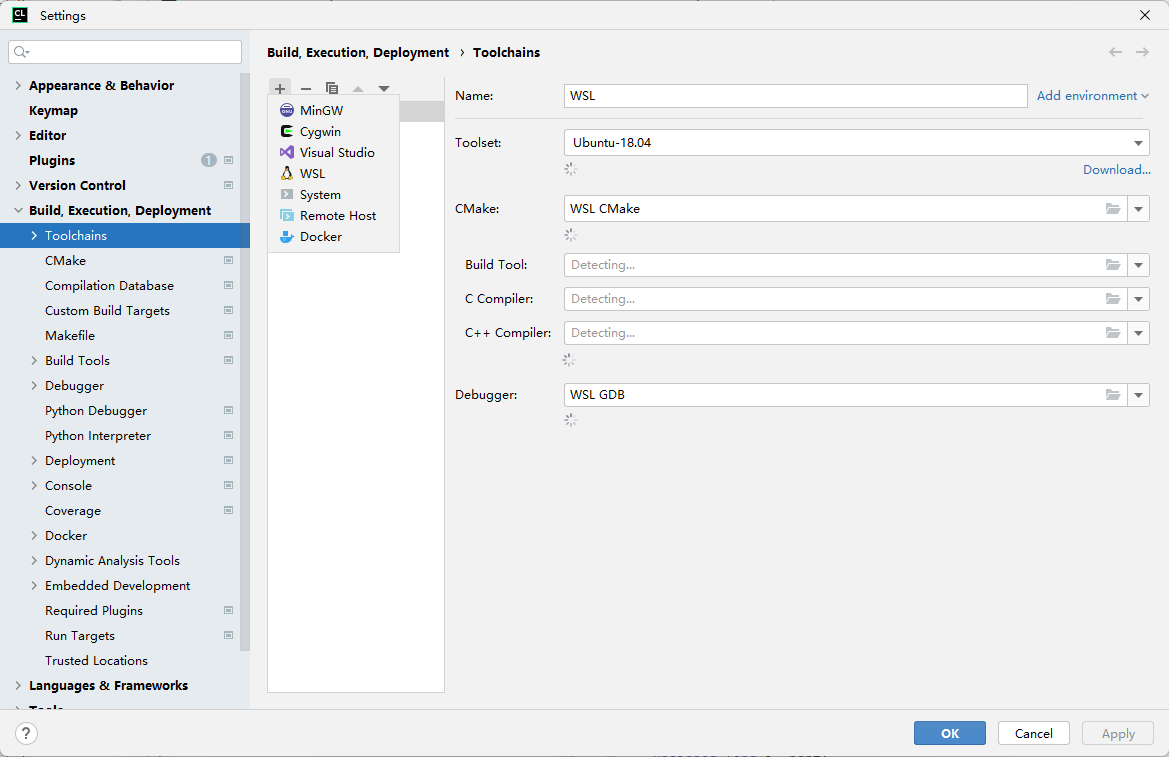 CL Settings
Build, Execution, Deployment › Toolchains
Appearance & Behavior
Keymap
Editor
Plugins 1
Version Control
Build, Execution, Deployment
Toolchains
CMake
Compilation Database
Custom Build Targets
Makefile
Build Tools
Debugger
Python Debugger
Python Interpreter
Deployment
Console
Coverage
Docker
Dynamic Analysis Tools
Embedded Development
Required Plugins
Run Targets
Trusted Locations
Languages & Frameworks
Tools
MinGW
Cygwin
Visual Studio
WSL
System
Remote Host
Docker
Name: WSL Add environment
Toolset: Ubuntu-18.04
Download...
CMake: WSL CMake
Build Tool: Detecting...
C Compiler: Detecting...
C++ Compiler: Detecting...
Debugger: WSL GDB
? OK Cancel Apply